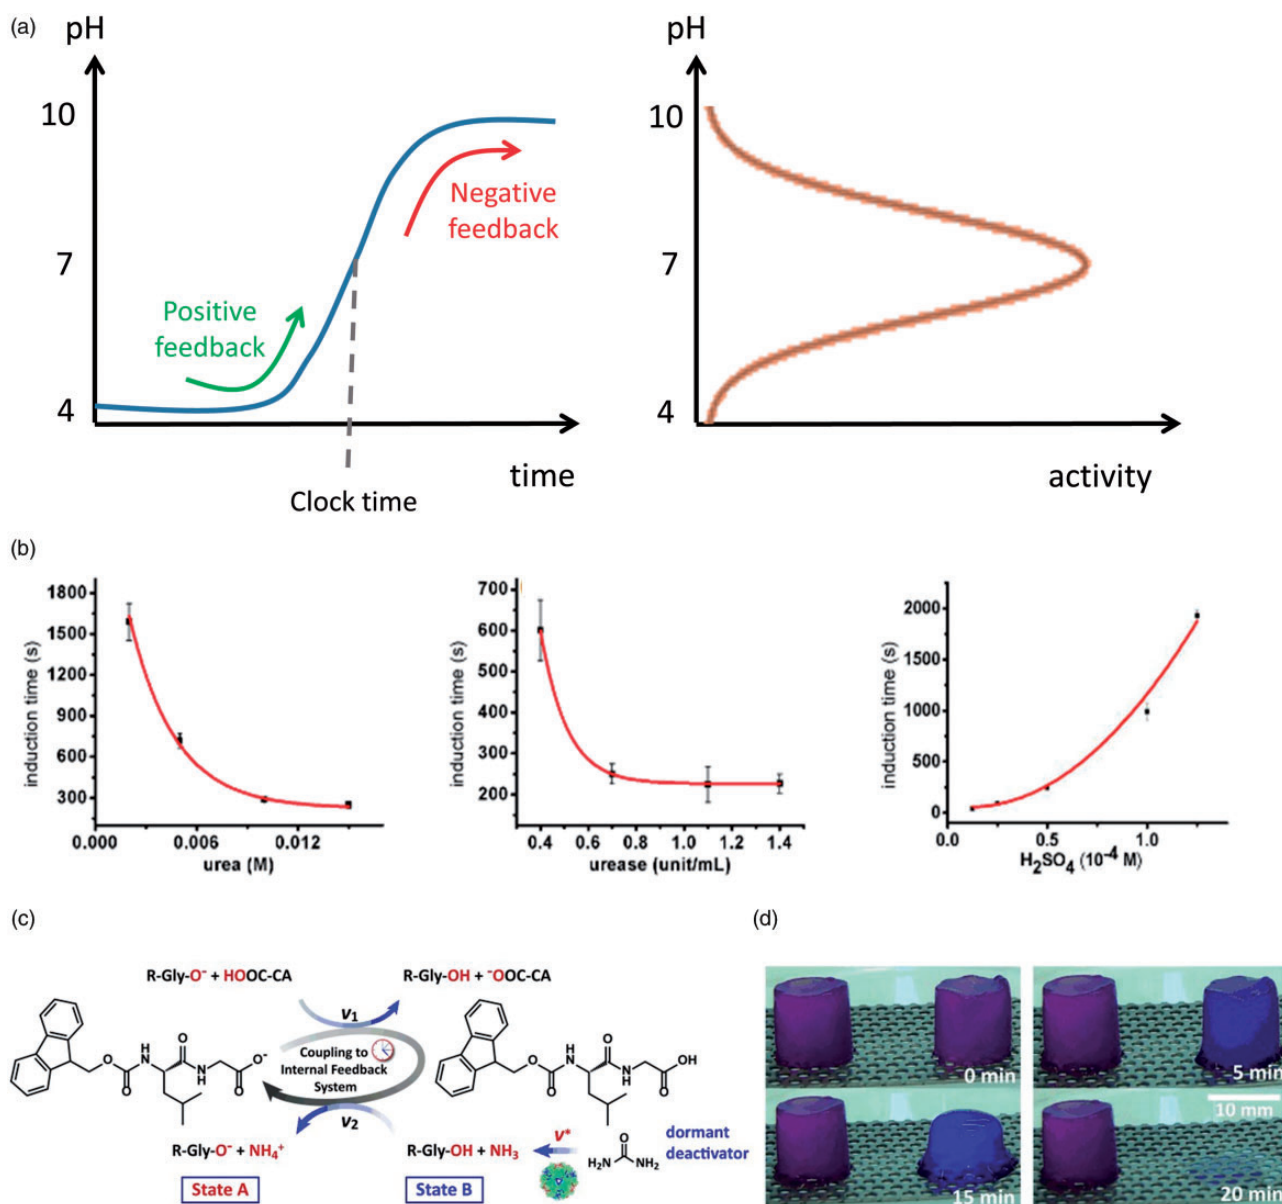 (a)
pH
10
7
4
Positive
feedback
Negative
feedback
Clock time
time
pH
10
7
4
activity
(b)
induction time (s)
1800
1500
1200
900
600
300
0.000
0.006
0.012
urea (M)
induction time (s)
700
600
500
400
300
200
0.4
0.6
0.8
1.0
1.2
1.4
urease (unit/mL)
induction time (s)
2000
1500
1000
500
0
0.0
0.5
1.0
H₂SO₄ (10⁻⁴ M)
(c)
R-Gly-O⁻ + HOOC-CA
R-Gly-OH + ⁻OOC-CA
v₁
Coupling to
Internal Feedback
System
v₂
O
O
N
H
O
H
N
O
O⁻
O
O
N
H
O
H
N
O
OH
R-Gly-O⁻ + NH₄⁺
R-Gly-OH + NH₃
v*
O
H₂N
NH₂
dormant
deactivator
State A
State B
(d)
0 min
5 min
10 mm
15 min
20 min